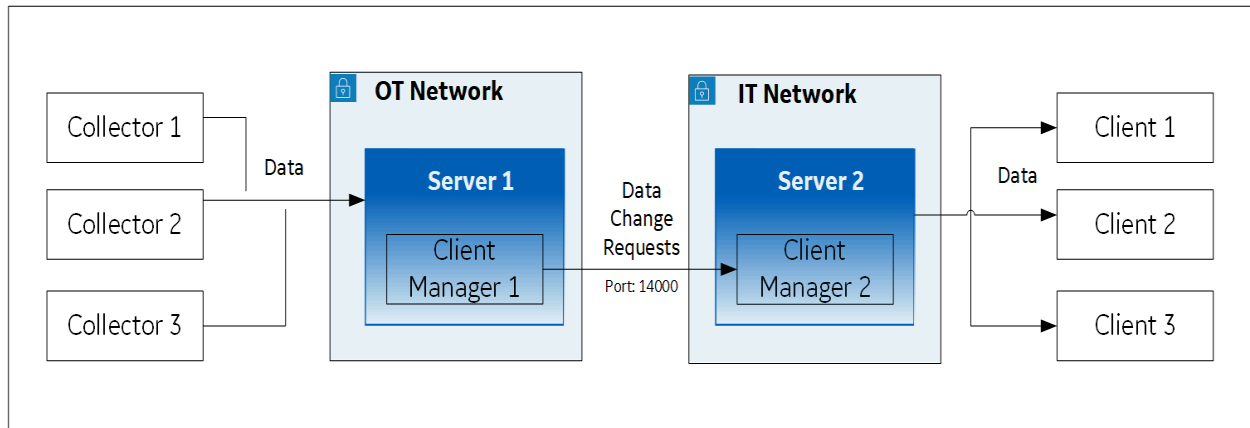 OT Network
IT Network
Collector 1
Collector 2
Collector 3
Data
Server 1
Client
Manager 1
Data
Change
Requests
Port: 14000
Server 2
Client
Manager 2
Data
Client 1
Client 2
Client 3